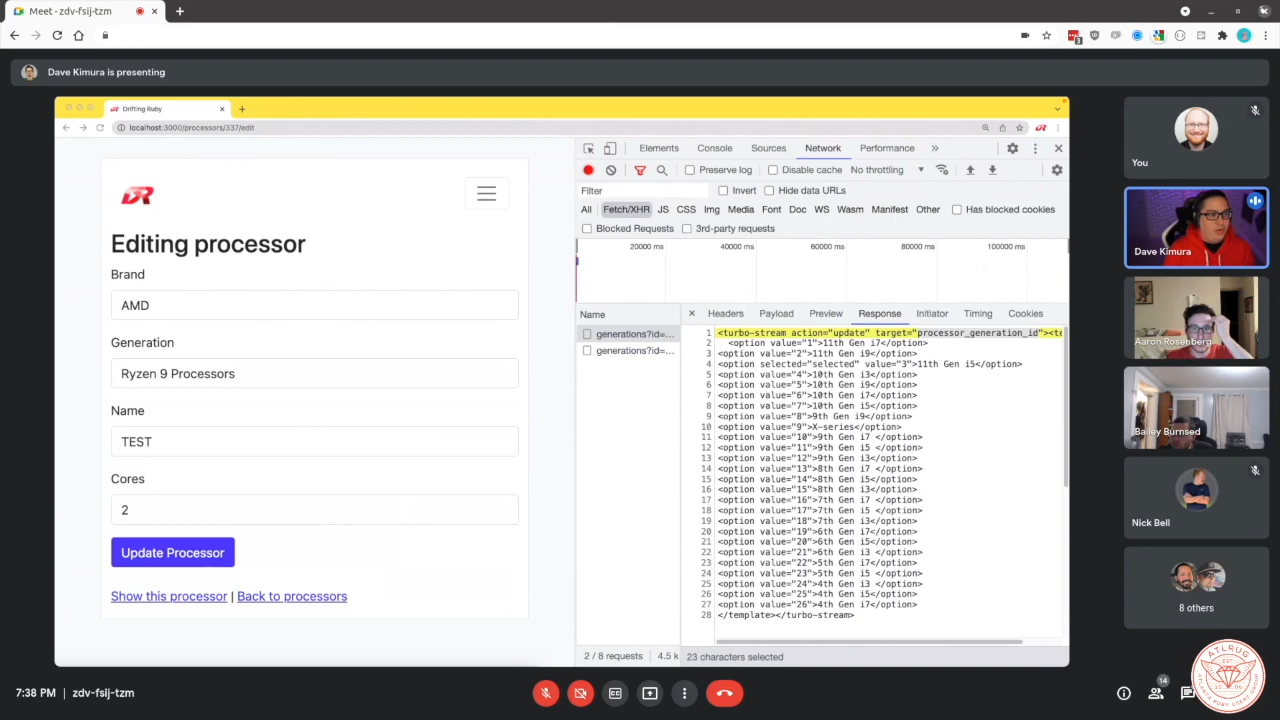 Meet - zdv-fsij-tzm
Dave Kimura is presenting
Drifting Ruby
localhost:3000/processors/337/edit
Editing processor
Brand
AMD
Generation
Ryzen 9 Processors
Name
TEST
Cores
2
Update Processor
Show this processor | Back to processors
Elements Console Sources Network Performance »
Preserve log Disable cache No throttling
Filter Invert Hide data URLs
All Fetch/XHR JS CSS Img Media Font Doc WS Wasm Manifest Other Has blocked cookies
Blocked Requests 3rd-party requests
20000 ms 40000 ms 60000 ms 80000 ms 100000 ms
Name
generations?id=...
generations?id=...
2 / 8 requests 4.5 k
Headers Payload Preview Response Initiator Timing Cookies
1 <turbo-stream action="update" target="processor_generation_id"><te
2 <option value="1">11th Gen i7</option>
3 <option value="2">11th Gen i9</option>
4 <option selected="selected" value="3">11th Gen i5</option>
5 <option value="4">10th Gen i3</option>
6 <option value="5">10th Gen i9</option>
7 <option value="6">10th Gen i7</option>
8 <option value="7">10th Gen i5</option>
9 <option value="8">9th Gen i9</option>
10 <option value="9">X-series</option>
11 <option value="10">9th Gen i7 </option>
12 <option value="11">9th Gen i5 </option>
13 <option value="12">9th Gen i3</option>
14 <option value="13">8th Gen i7 </option>
15 <option value="14">8th Gen i5</option>
16 <option value="15">8th Gen i3</option>
17 <option value="16">7th Gen i7 </option>
18 <option value="17">7th Gen i5 </option>
19 <option value="18">7th Gen i3</option>
20 <option value="19">6th Gen i7</option>
21 <option value="20">6th Gen i5</option>
22 <option value="21">6th Gen i3 </option>
23 <option value="22">5th Gen i7</option>
24 <option value="23">5th Gen i5 </option>
25 <option value="24">4th Gen i3 </option>
26 <option value="25">4th Gen i5</option>
27 <option value="26">4th Gen i7</option>
28 </template></turbo-stream>
23 characters selected
You
Dave Kimura
Aaron Rosenberg
Bailey Burnsed
Nick Bell
8 others
7:38 PM | zdv-fsij-tzm
14
ATLRUG
EST.
ATLANTA RUBY USERS GROUP